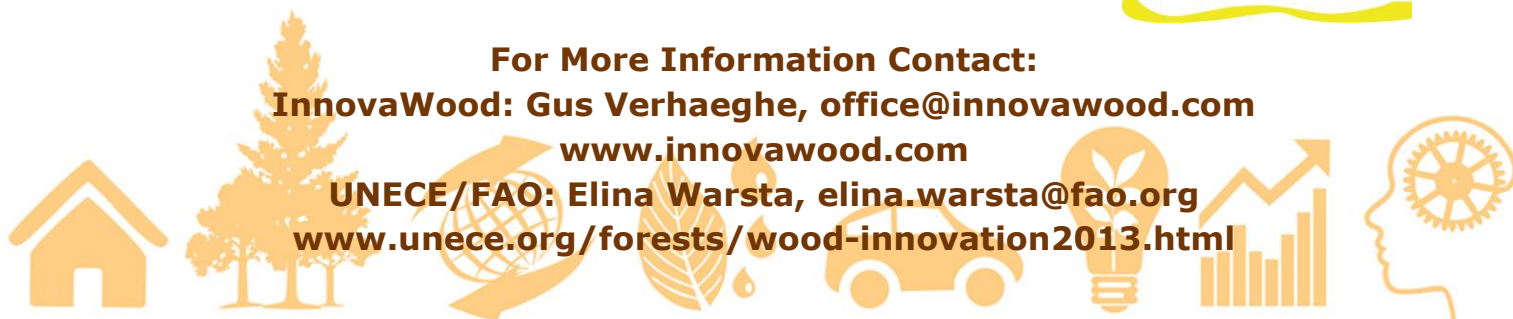 For More Information Contact:
InnovaWood: Gus Verhaeghe, office@innovawood.com
www.innovawood.com
UNECE/FAO: Elina Warsta, elina.warsta@fao.org
www.unece.org/forests/wood-innovation2013.html